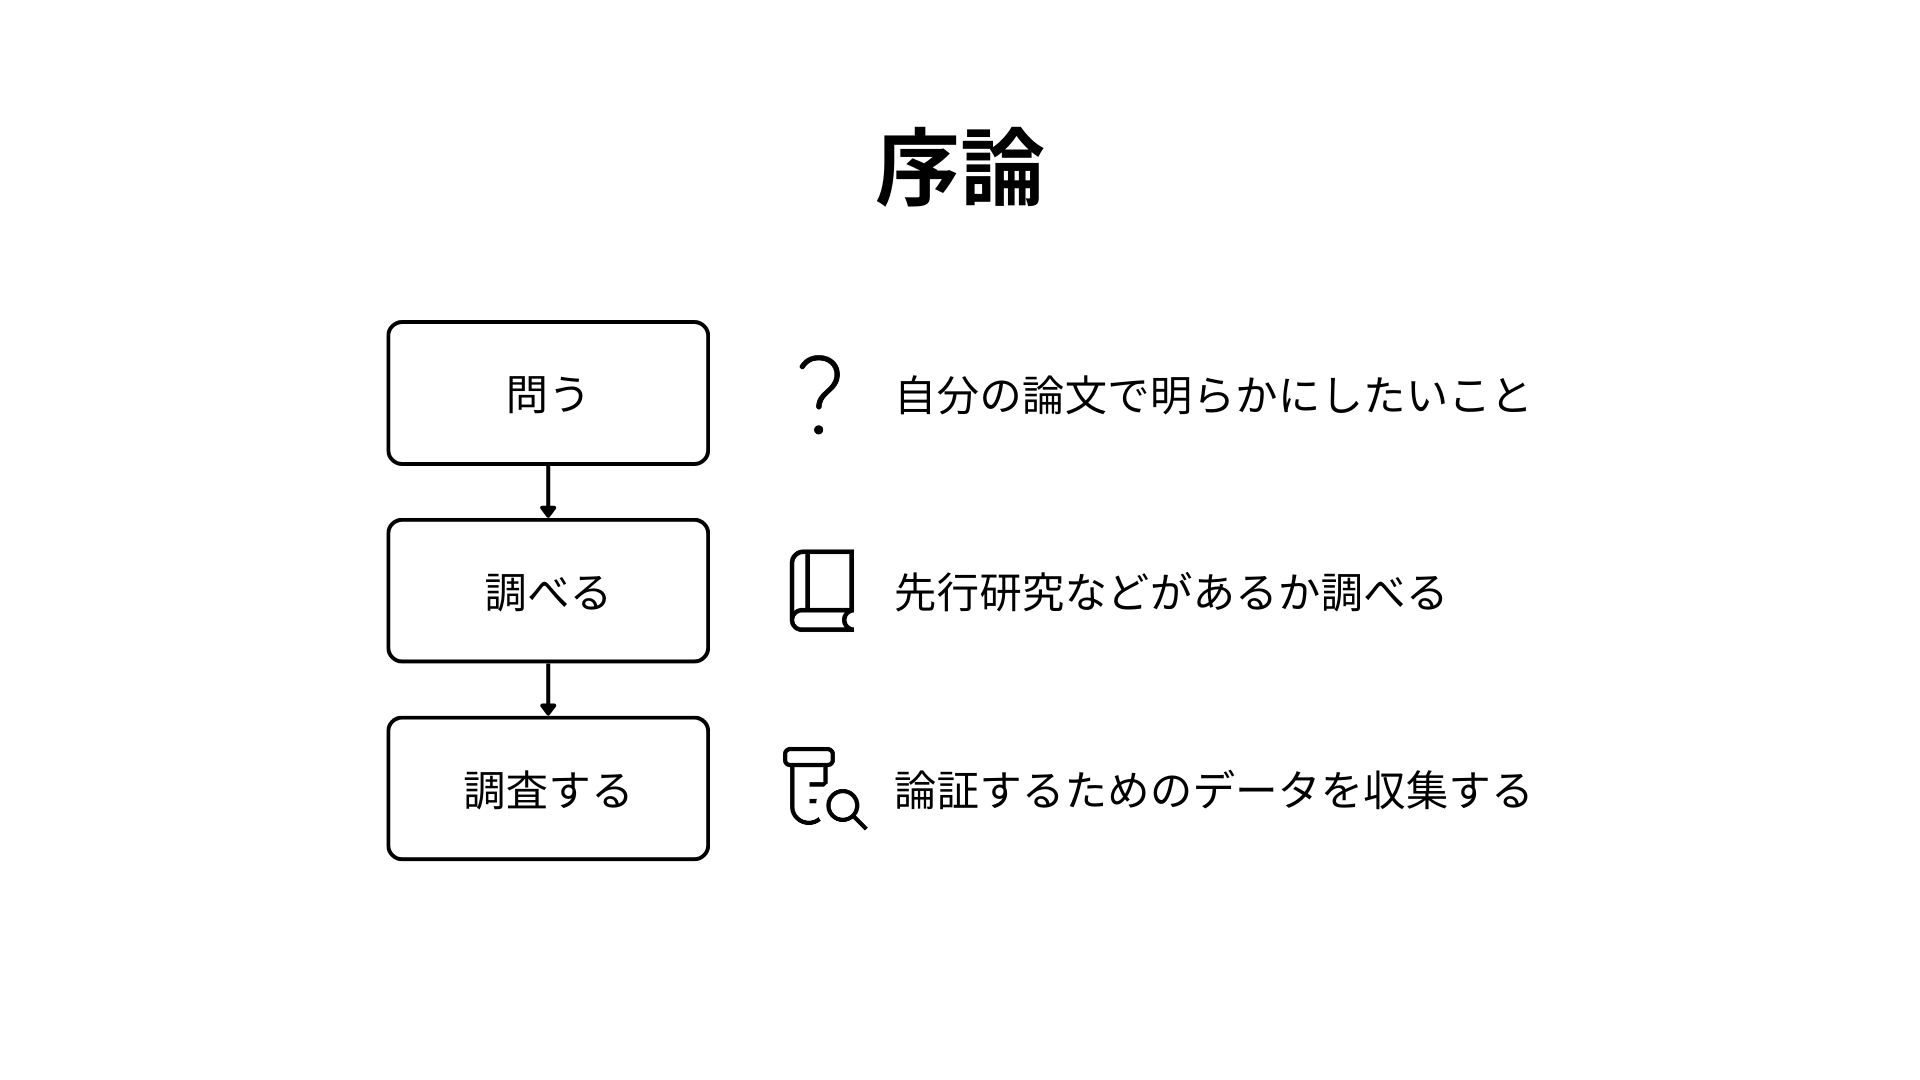 序論
問う
自分の論文で明らかにしたいこと
調べる
先行研究などがあるか調べる
調査する
論証するためのデータを収集する